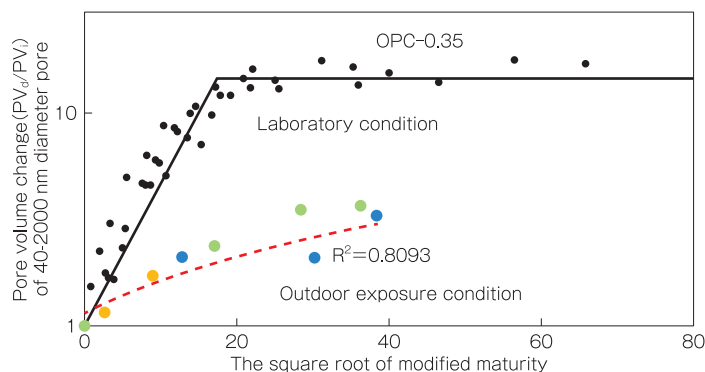 Pore volume change(PVd/PVi)
of 40-2000 nm diameter pore
10
1
OPC-0.35
Laboratory condition
R²=0.8093
Outdoor exposure condition
0
20
40
60
80
The square root of modified maturity